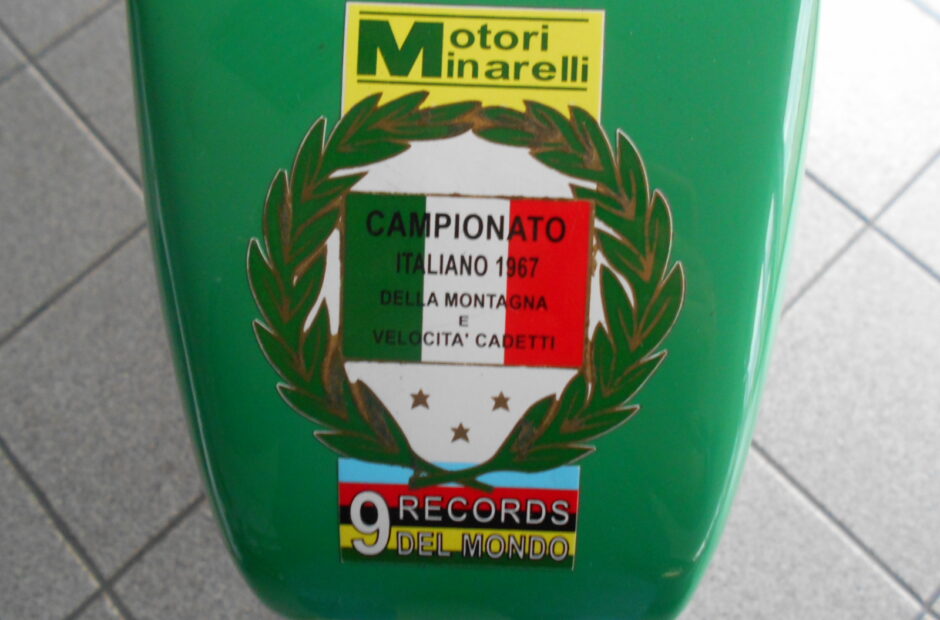 Motori
Minarelli
CAMPIONATO
ITALIANO 1967
DELLA MONTAGNA
E
VELOCITA' CADETTI
9 RECORDS
DEL MONDO